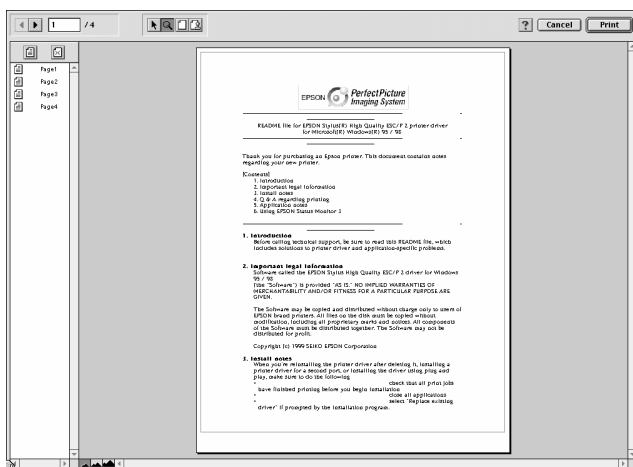 1 /4 ? Cancel Print
Page1
Page2
Page3
Page4
EPSON PerfectPicture
Imaging System
README file for EPSON Stylus(R) High Quality ESC/P 2 printer driver
for Microsoft(R) Windows(R) 95 / 98
Thank you for purchasing an Epson printer. This document contains notes
regarding your new printer.
[Contents]
1. Introduction
2. Important legal information
3. Install notes
4. Q & A regarding printing
5. Application notes
6. Using EPSON Status Monitor 2
1. Introduction
Before calling technical support, be sure to read this README file, which
includes solutions to printer driver and application-specific problems.
2. Important legal information
Software called the EPSON Stylus High Quality ESC/P 2 driver for Windows
95 / 98
(the "Software") is provided "AS IS." NO IMPLIED WARRANTIES OF
MERCHANTABILITY AND/OR FITNESS FOR A PARTICULAR PURPOSE ARE
GIVEN.
The Software may be copied and distributed without charge only to users of
EPSON brand printers. All files on the disk must be copied without
modification, including all proprietary marks and notices. All components
of the Software must be distributed together. The Software may not be
distributed for profit.
Copyright (c) 1999 SEIKO EPSON Corporation
3. Install notes
When you're reinstalling the printer driver after deleting it, installing a
printer driver for a second port, or installing the driver using plug and
play, make sure to do the following
* check that all print jobs
have finished printing before you begin installation
* close all applications
* select "Replace existing
driver" if prompted by the installation program.